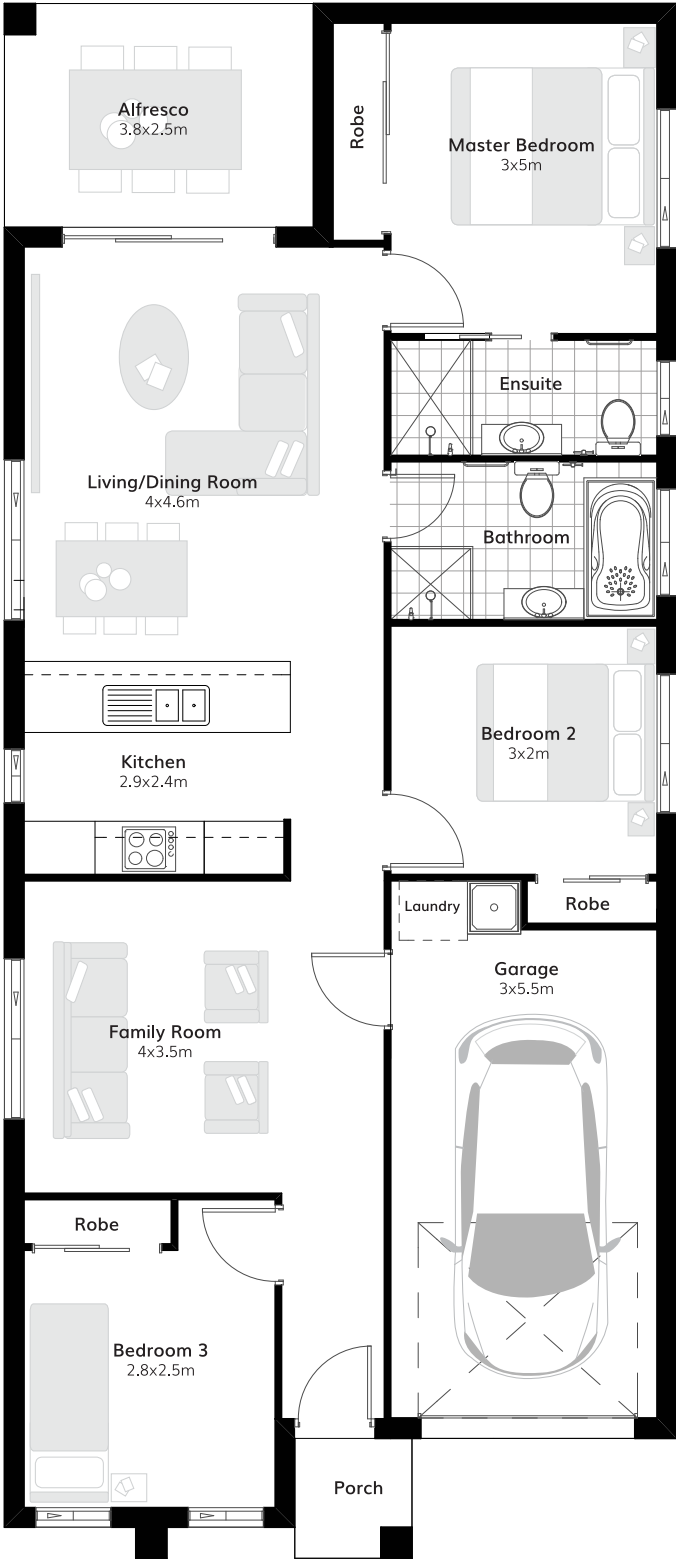 Alfresco
3.8x2.5m
Robe
Master Bedroom
3x5m
Ensuite
Living/Dining Room
4x4.6m
Bathroom
Kitchen
2.9x2.4m
Bedroom 2
3x2m
Laundry
Robe
Garage
3x5.5m
Family Room
4x3.5m
Robe
Bedroom 3
2.8x2.5m
Porch